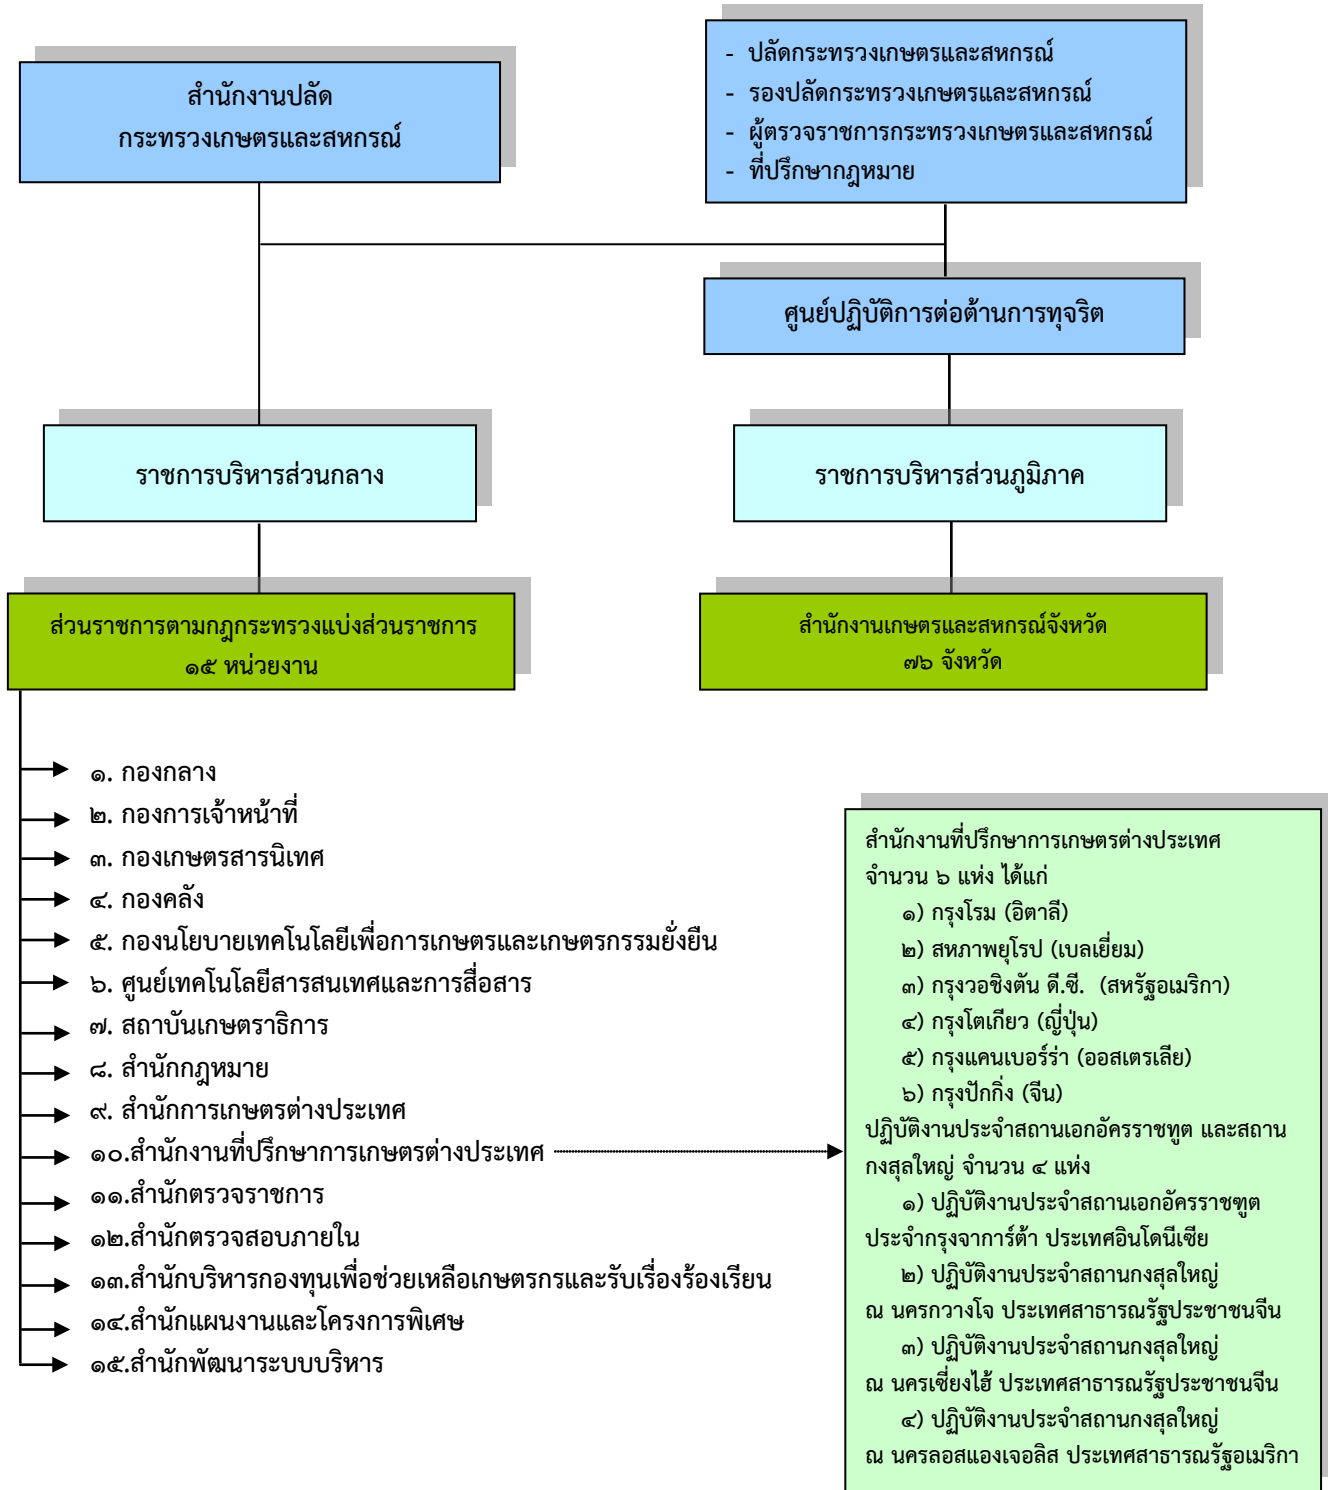 สำนักงานปลัด
กระทรวงเกษตรและสหกรณ์
- ปลัดกระทรวงเกษตรและสหกรณ์
- รองปลัดกระทรวงเกษตรและสหกรณ์
- ผู้ตรวจราชการกระทรวงเกษตรและสหกรณ์
- ที่ปรึกษากฎหมาย
ศูนย์ปฏิบัติการต่อต้านการทุจริต
ราชการบริหารส่วนกลาง
ราชการบริหารส่วนภูมิภาค
ส่วนราชการตามกฎกระทรวงแบ่งส่วนราชการ
๑๕ หน่วยงาน
สำนักงานเกษตรและสหกรณ์จังหวัด
๗๖ จังหวัด
๑. กองกลาง
๒. กองการเจ้าหน้าที่
๓. กองเกษตรสารนิเทศ
๔. กองคลัง
๕. กองนโยบายเทคโนโลยีเพื่อการเกษตรและเกษตรกรรมยั่งยืน
๖. ศูนย์เทคโนโลยีสารสนเทศและการสื่อสาร
๗. สถาบันเกษตราธิการ
๘. สำนักกฎหมาย
๙. สำนักการเกษตรต่างประเทศ
๑๐.สำนักงานที่ปรึกษาการเกษตรต่างประเทศ
๑๑.สำนักตรวจราชการ
๑๒.สำนักตรวจสอบภายใน
๑๓.สำนักบริหารกองทุนเพื่อช่วยเหลือเกษตรกรและรับเรื่องร้องเรียน
๑๔.สำนักแผนงานและโครงการพิเศษ
๑๕.สำนักพัฒนาระบบบริหาร
สำนักงานที่ปรึกษาการเกษตรต่างประเทศ
จำนวน ๖ แห่ง ได้แก่
๑) กรุงโรม (อิตาลี)
๒) สหภาพยุโรป (เบลเยี่ยม)
๓) กรุงวอชิงตัน ดี.ซี. (สหรัฐอเมริกา)
๔) กรุงโตเกียว (ญี่ปุ่น)
๕) กรุงแคนเบอร์ร่า (ออสเตรเลีย)
๖) กรุงปักกิ่ง (จีน)
ปฏิบัติงานประจำสถานเอกอัครราชทูต และสถาน
กงสุลใหญ่ จำนวน ๔ แห่ง
๑) ปฏิบัติงานประจำสถานเอกอัครราชฑูต
ประจำกรุงจาการ์ต้า ประเทศอินโดนีเซีย
๒) ปฏิบัติงานประจำสถานกงสุลใหญ่
ณ นครกวางโจ ประเทศสาธารณรัฐประชาชนจีน
๓) ปฏิบัติงานประจำสถานกงสุลใหญ่
ณ นครเซี่ยงไฮ้ ประเทศสาธารณรัฐประชาชนจีน
๔) ปฏิบัติงานประจำสถานกงสุลใหญ่
ณ นครลอสแองเจอลิส ประเทศสาธารณรัฐอเมริกา